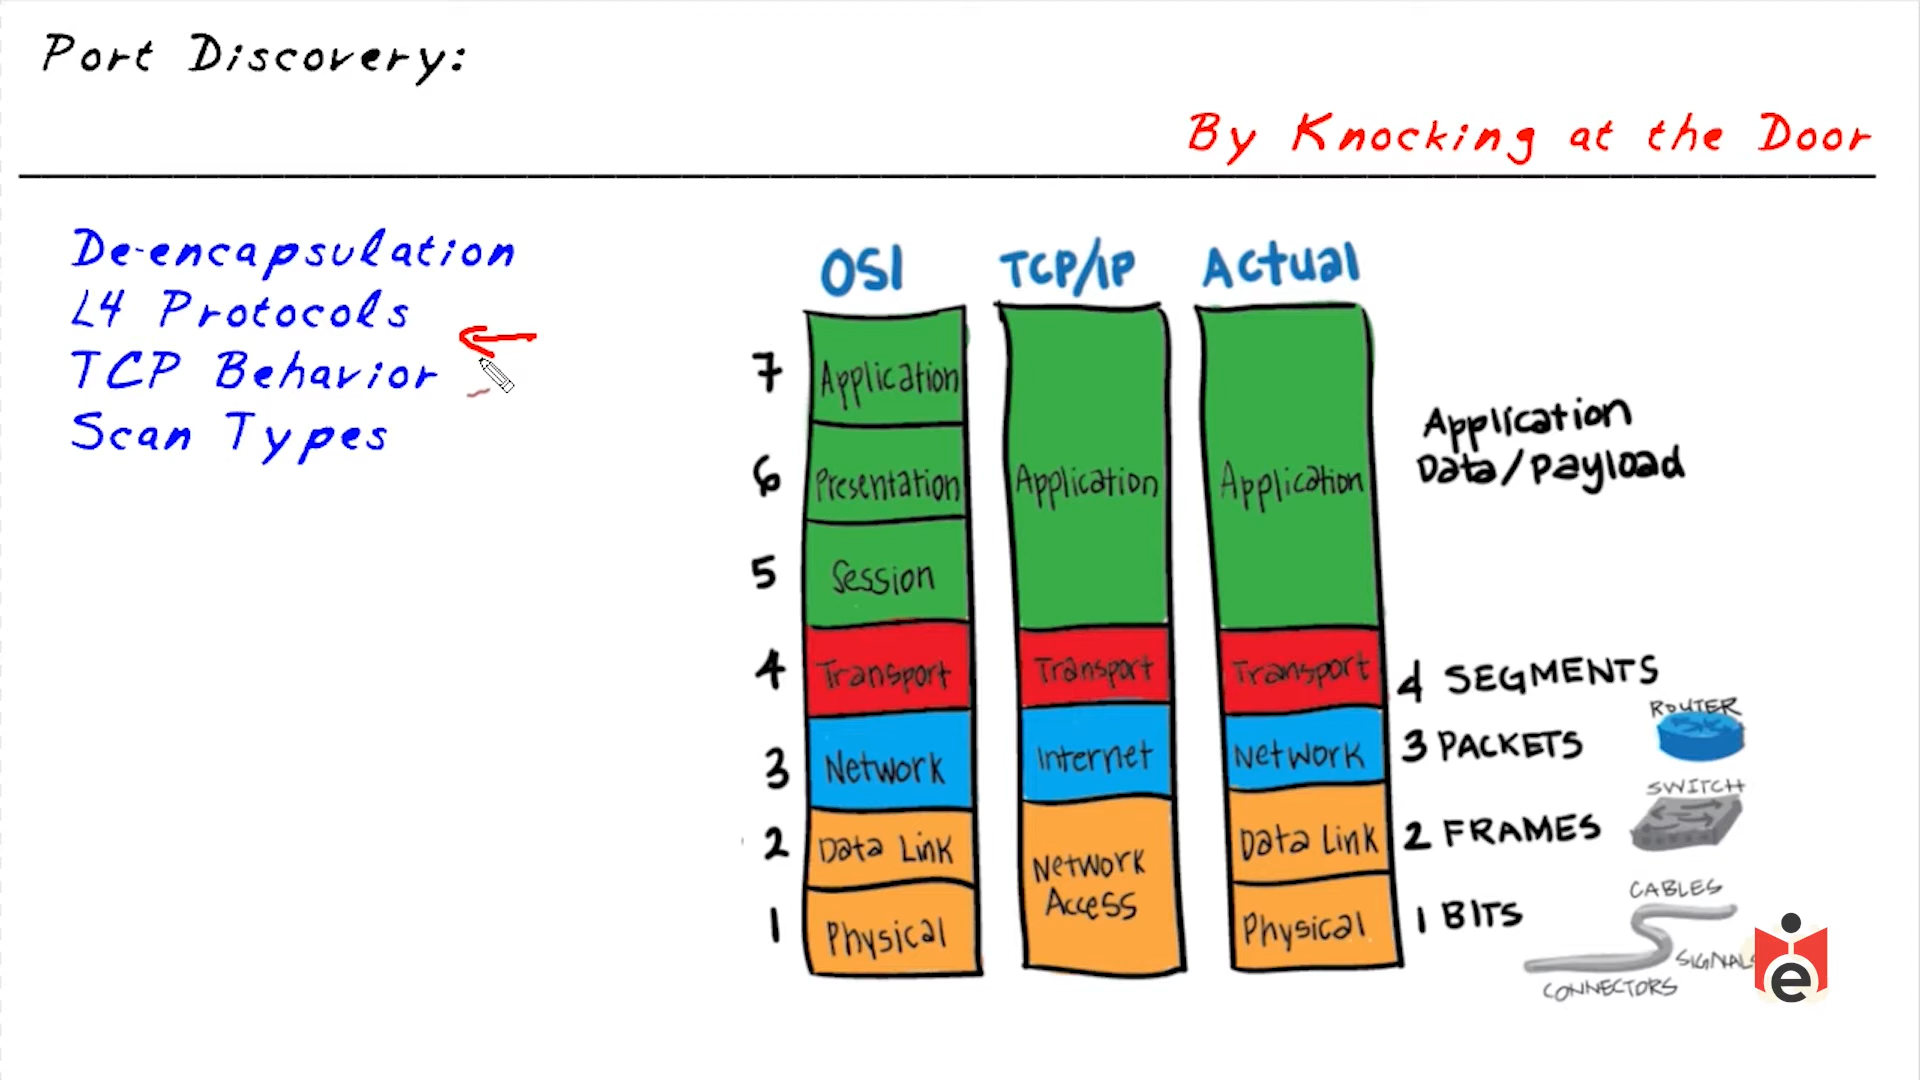 Port Discovery:
By Knocking at the Door
De-encapsulation
L4 Protocols
TCP Behavior
Scan Types
OSI
TCP/IP
Actual
7
Application
6
Presentation
5
Session
4
Transport
3
Network
2
Data Link
1
Physical
Application
Transport
Internet
Network
Access
Application
Transport
Network
Data Link
Physical
Application
Data/Payload
4 SEGMENTS
3 PACKETS
2 FRAMES
1 BITS
ROUTER
SWITCH
CABLES
SIGNALS
CONNECTORS
e